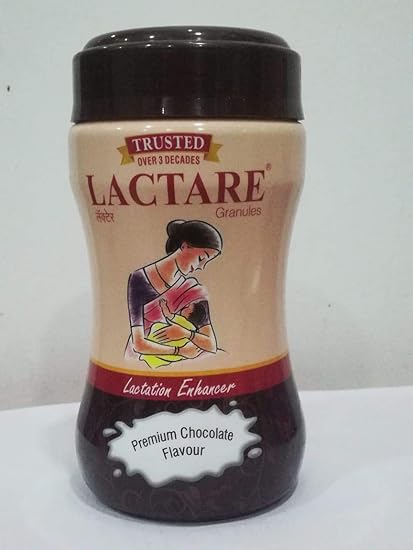 TRUSTED
OVER 3 DECADES
LACTARE®
लॅक्टेर
Granules
Lactation Enhancer
Premium Chocolate
Flavour